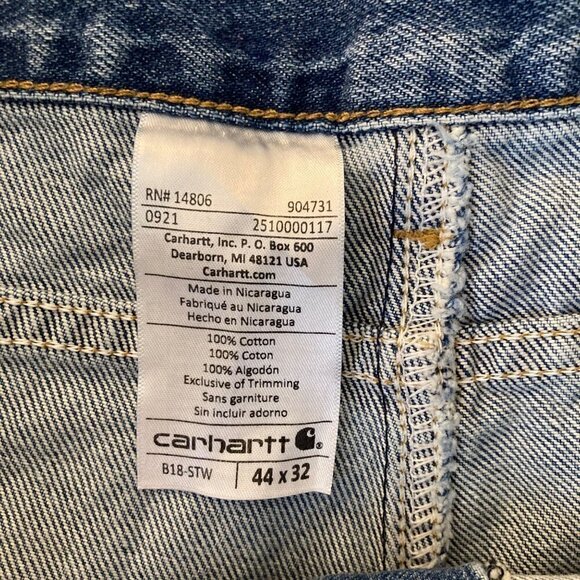 RN# 14806 904731
0921 2510000117
Carhartt, Inc. P. O. Box 600
Dearborn, MI 48121 USA
Carhartt.com
Made in Nicaragua
Fabriqué au Nicaragua
Hecho en Nicaragua
100% Cotton
100% Coton
100% Algodón
Exclusive of Trimming
Sans garniture
Sin incluir adorno
carhartt ®
B18-STW 44 x 32